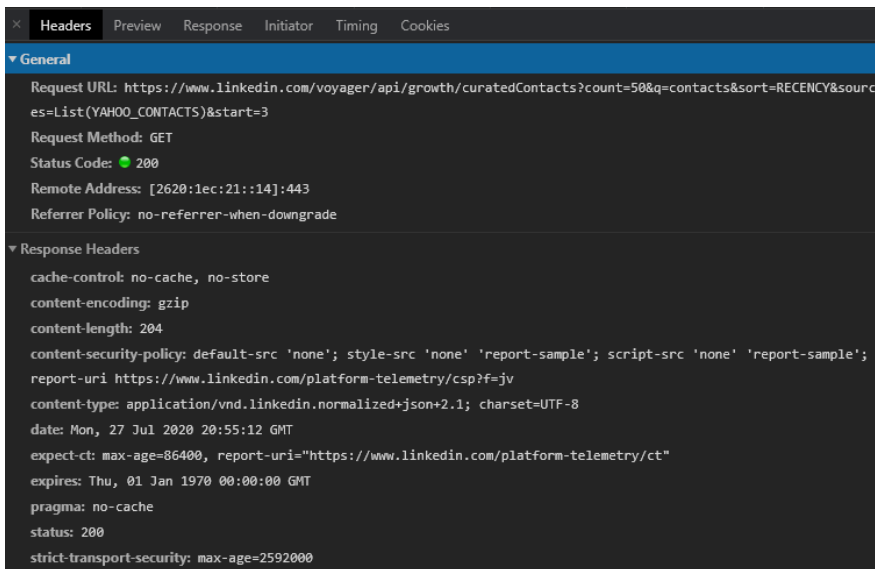 × Headers Preview Response Initiator Timing Cookies
▼ General
Request URL: https://www.linkedin.com/voyager/api/growth/curatedContacts?count=50&q=contacts&sort=RECENCY&sourc
es=List(YAHOO_CONTACTS)&start=3
Request Method: GET
Status Code: 200
Remote Address: [2620:1ec:21::14]:443
Referrer Policy: no-referrer-when-downgrade
▼ Response Headers
cache-control: no-cache, no-store
content-encoding: gzip
content-length: 204
content-security-policy: default-src 'none'; style-src 'none' 'report-sample'; script-src 'none' 'report-sample';
report-uri https://www.linkedin.com/platform-telemetry/csp?f=jv
content-type: application/vnd.linkedin.normalized+json+2.1; charset=UTF-8
date: Mon, 27 Jul 2020 20:55:12 GMT
expect-ct: max-age=86400, report-uri="https://www.linkedin.com/platform-telemetry/ct"
expires: Thu, 01 Jan 1970 00:00:00 GMT
pragma: no-cache
status: 200
strict-transport-security: max-age=2592000